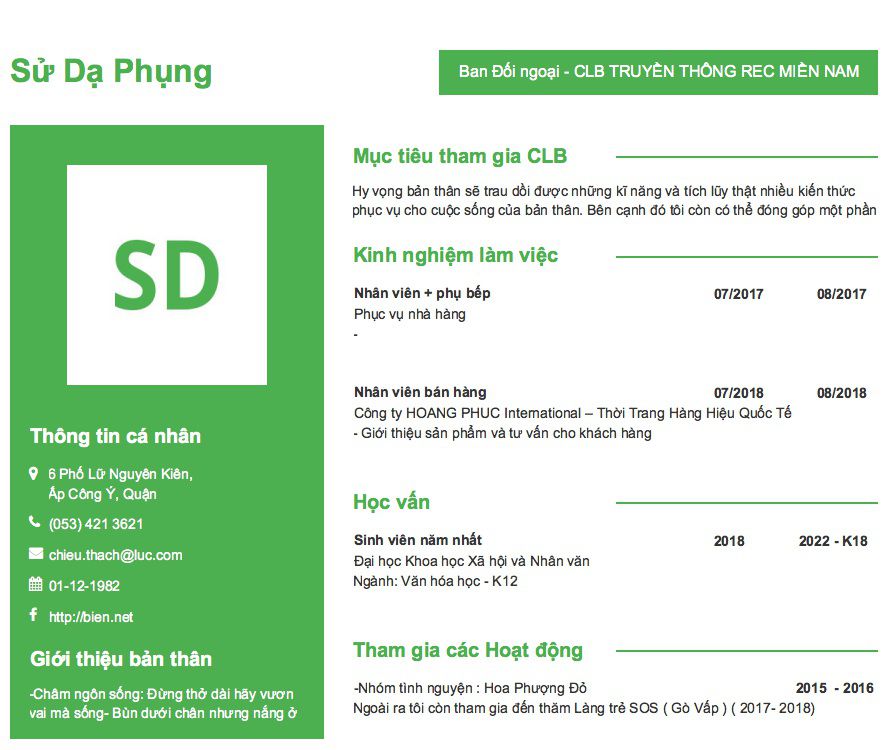 Sử Dạ Phụng
Ban Đối ngoại - CLB TRUYỀN THÔNG REC MIỀN NAM
SD
Thông tin cá nhân
6 Phố Lữ Nguyên Kiên,
Ấp Công Ý, Quận
(053) 421 3621
chieu.thach@luc.com
01-12-1982
http://bien.net
Giới thiệu bản thân
-Châm ngôn sống: Đừng thở dài hãy vươn
vai mà sống- Bùn dưới chân nhưng nắng ở
Mục tiêu tham gia CLB
Hy vọng bản thân sẽ trau dồi được những kĩ năng và tích lũy thật nhiều kiến thức
phục vụ cho cuộc sống của bản thân. Bên cạnh đó tôi còn có thể đóng góp một phần
Kinh nghiệm làm việc
Nhân viên + phụ bếp 07/2017 08/2017
Phục vụ nhà hàng
-
Nhân viên bán hàng 07/2018 08/2018
Công ty HOANG PHUC International – Thời Trang Hàng Hiệu Quốc Tế
- Giới thiệu sản phẩm và tư vấn cho khách hàng
Học vấn
Sinh viên năm nhất 2018 2022 - K18
Đại học Khoa học Xã hội và Nhân văn
Ngành: Văn hóa học - K12
Tham gia các Hoạt động
-Nhóm tình nguyện : Hoa Phượng Đỏ 2015 - 2016
Ngoài ra tôi còn tham gia đến thăm Làng trẻ SOS ( Gò Vấp ) ( 2017- 2018)